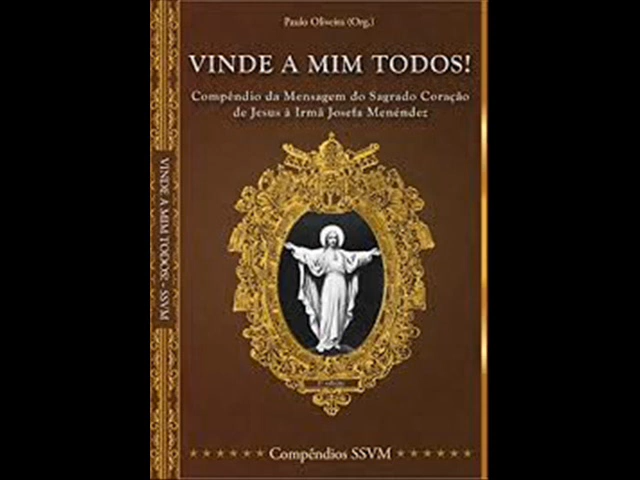 Paulo Oliveira (Org.)
VINDE A MIM TODOS!
Compêndio da Mensagem do Sagrado Coração
de Jesus à Irmã Josefa Menéndez
VINDE A MIM TODOS! - SSVM
edição
Compêndios SSVM